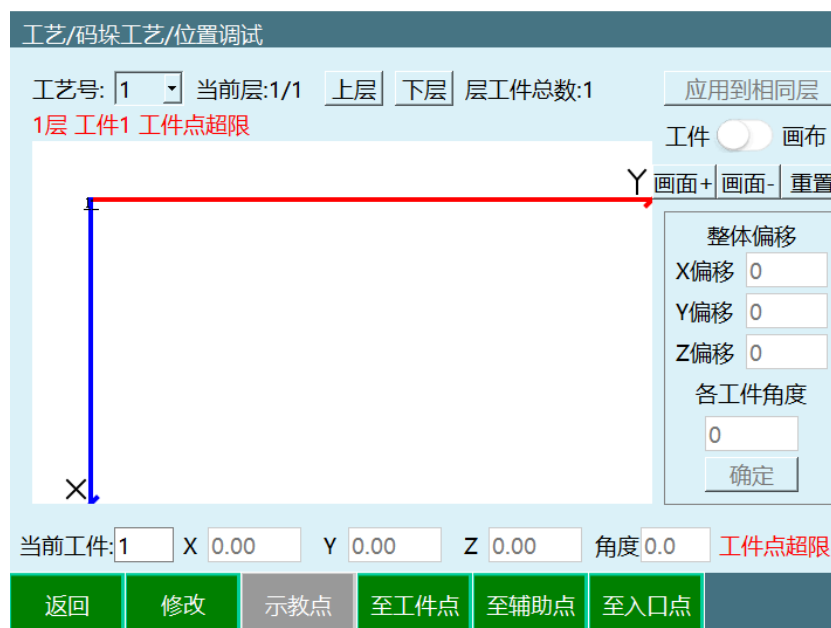 工艺/码垛工艺/位置调试
工艺号: 1 当前层:1/1 上层 下层 层工件总数:1 应用到相同层
1层 工件1 工件点超限
工件 画布
Y 画面+ 画面- 重置
整体偏移
X偏移 0
Y偏移 0
Z偏移 0
各工件角度
0
确定
X
当前工件: 1 X 0.00 Y 0.00 Z 0.00 角度 0.0 工件点超限
返回 修改 示教点 至工件点 至辅助点 至入口点